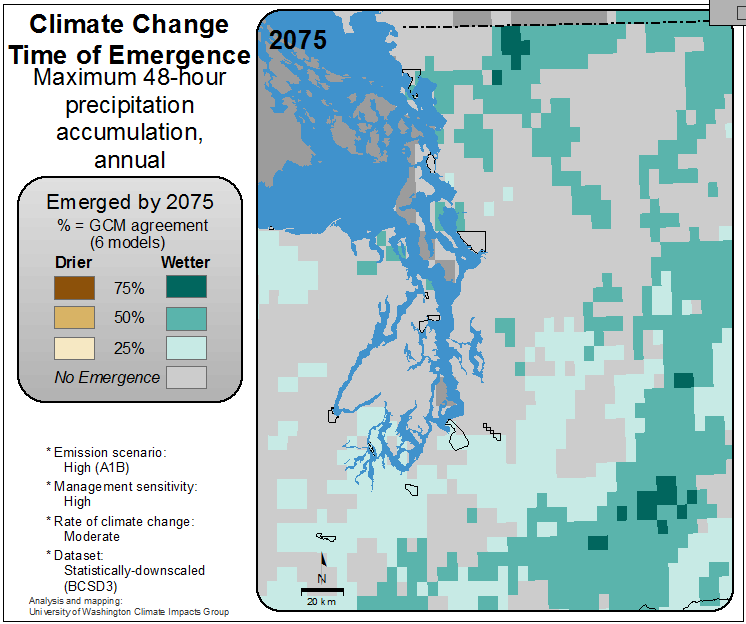 Climate Change
Time of Emergence
Maximum 48-hour
precipitation
accumulation,
annual
Emerged by 2075
% = GCM agreement
(6 models)
Drier Wetter
75%
50%
25%
No Emergence
* Emission scenario:
High (A1B)
* Management sensitivity:
High
* Rate of climate change:
Moderate
* Dataset:
Statistically-downscaled
(BCSD3)
Analysis and mapping:
University of Washington Climate Impacts Group
2075
N
20 km